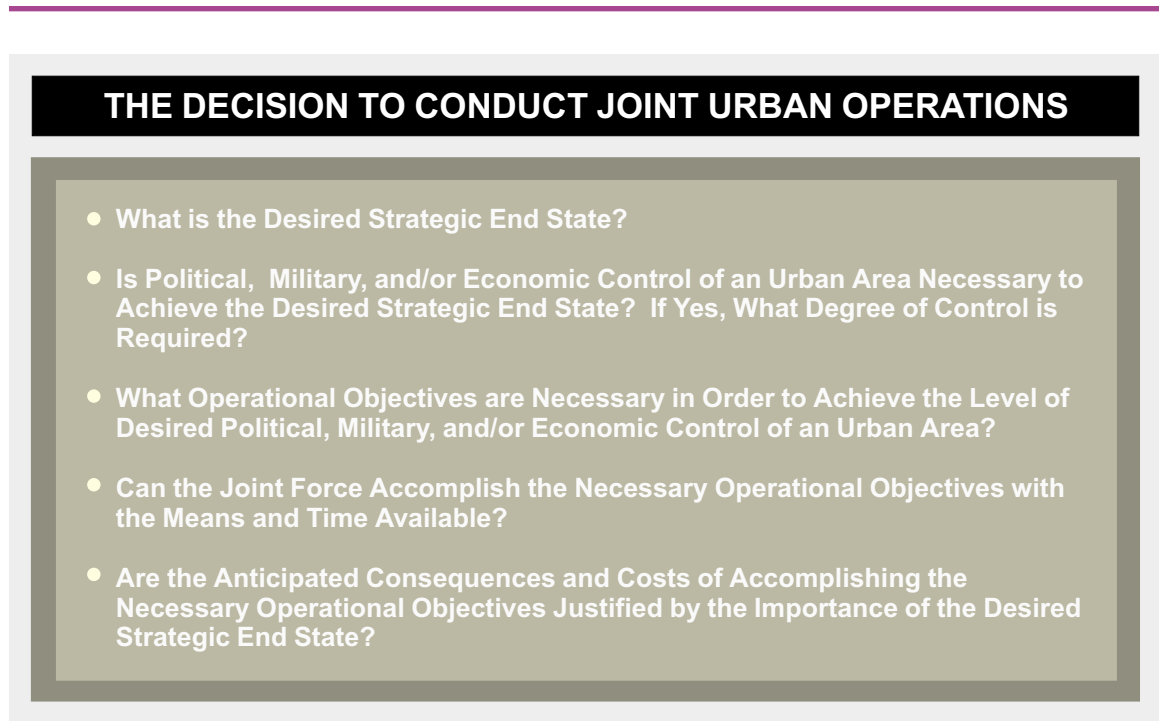 THE DECISION TO CONDUCT JOINT URBAN OPERATIONS
What is the Desired Strategic End State?
Is Political,  Military, and/or Economic Control of an Urban Area Necessary to
Achieve the Desired Strategic End State?  If Yes, What Degree of Control is
Required?
What Operational Objectives are Necessary in Order to Achieve the Level of
Desired Political, Military, and/or Economic Control of an Urban Area?
Can the Joint Force Accomplish the Necessary Operational Objectives with
the Means and Time Available?
Are the Anticipated Consequences and Costs of Accomplishing the
Necessary Operational Objectives Justified by the Importance of the Desired
Strategic End State?